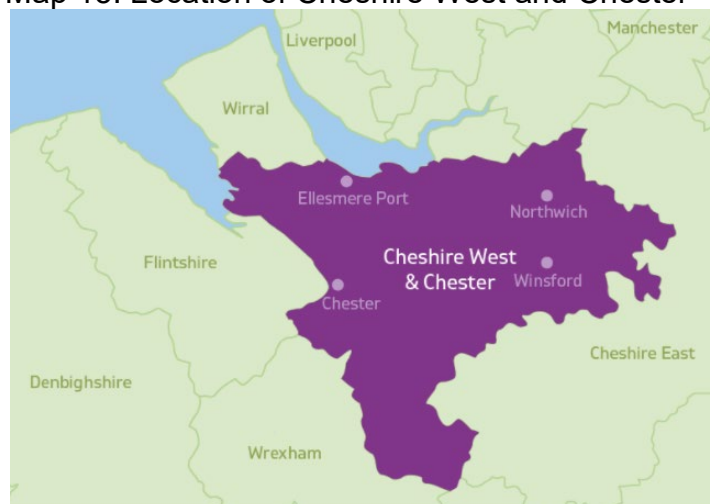 Map Location of Cheshire West and Chester
Liverpool
Manchester
Wirral
Ellesmere Port
Northwich
Flintshire
Cheshire West
& Chester
Winsford
Chester
Cheshire East
Denbighshire
Wrexham